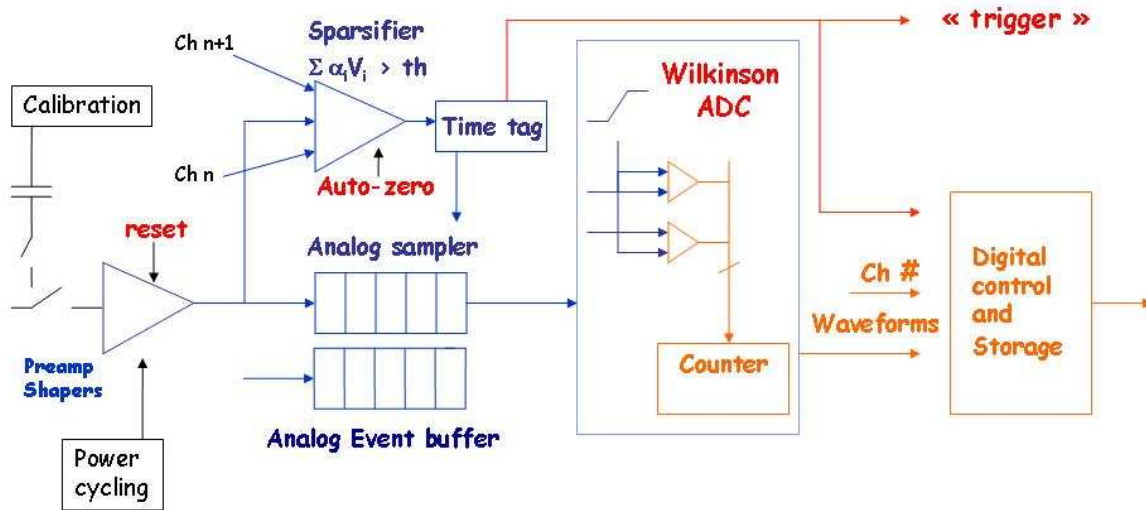 « trigger »
Sparsifier
Ch n+1
Σ αiVi > th
Wilkinson
ADC
Calibration
Time tag
Ch n
Auto-zero
reset
Analog sampler
Ch #
Digital
control
and
Storage
Waveforms
Preamp
Shapers
Counter
Analog Event buffer
Power
cycling